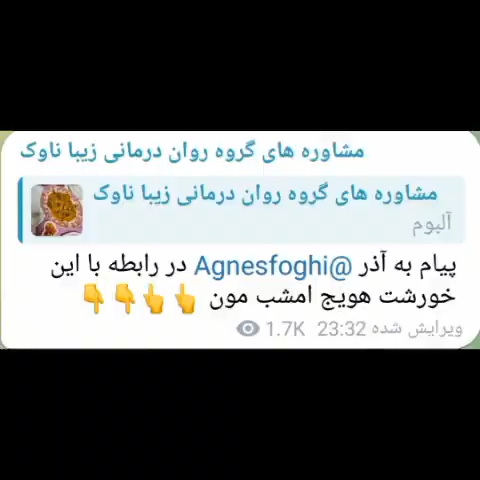 مشاوره های گروه روان درمانی زیبا ناوک
مشاوره های گروه روان درمانی زیبا ناوک
آلبوم
پیام به آذر @Agnesfoghi در رابطه با این
خورشت هویج امشب مون 👆👆👇👇
ویرایش شده 23:32 1.7K